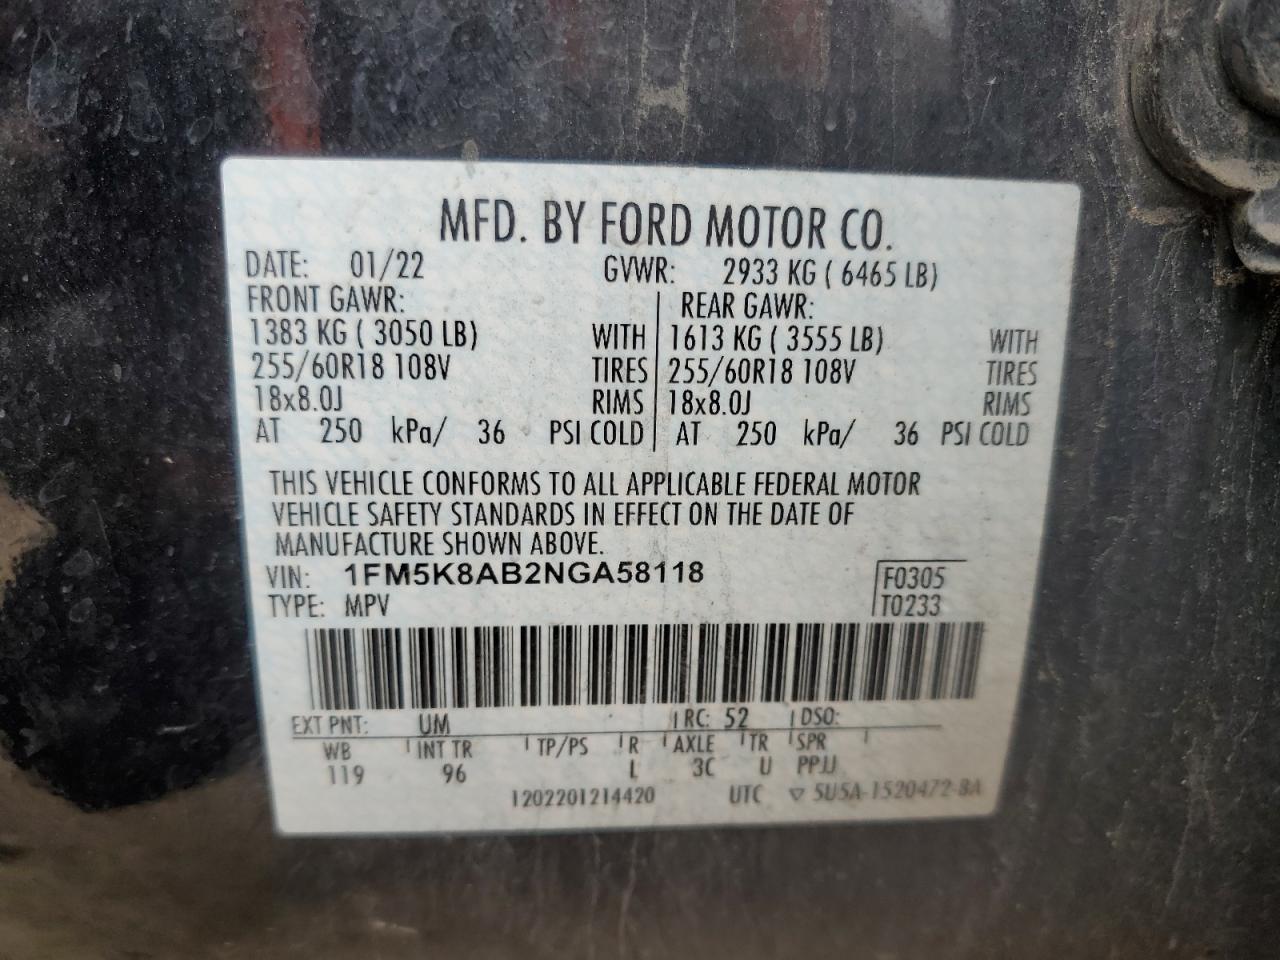 MFD. BY FORD MOTOR CO.
DATE: 01/22 GVWR: 2933 KG ( 6465 LB)
FRONT GAWR: REAR GAWR:
1383 KG ( 3050 LB) WITH 1613 KG ( 3555 LB) WITH
255/60R18 108V TIRES 255/60R18 108V TIRES
18x8.0J RIMS 18x8.0J RIMS
AT 250 kPa/ 36 PSI COLD AT 250 kPa/ 36 PSI COLD
THIS VEHICLE CONFORMS TO ALL APPLICABLE FEDERAL MOTOR
VEHICLE SAFETY STANDARDS IN EFFECT ON THE DATE OF
MANUFACTURE SHOWN ABOVE.
VIN: 1FM5K8AB2NGA58118 F0305
TYPE: MPV T0233
EXT PNT: UM RC: 52 DSO:
WB INT TR TP/PS R AXLE TR SPR
119 96 L 3C U PPJJ
1202201214420 UTC ▽ SU5A-1520472-BA